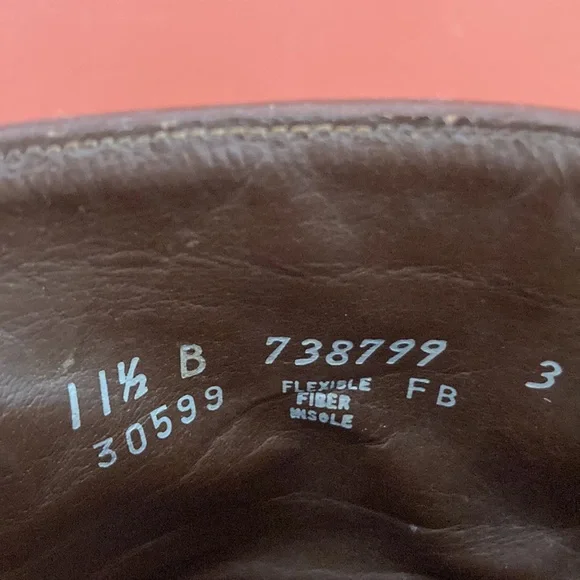 11½ B 738799 3
30599 FLEXIBLE FB
FIBER
INSOLE